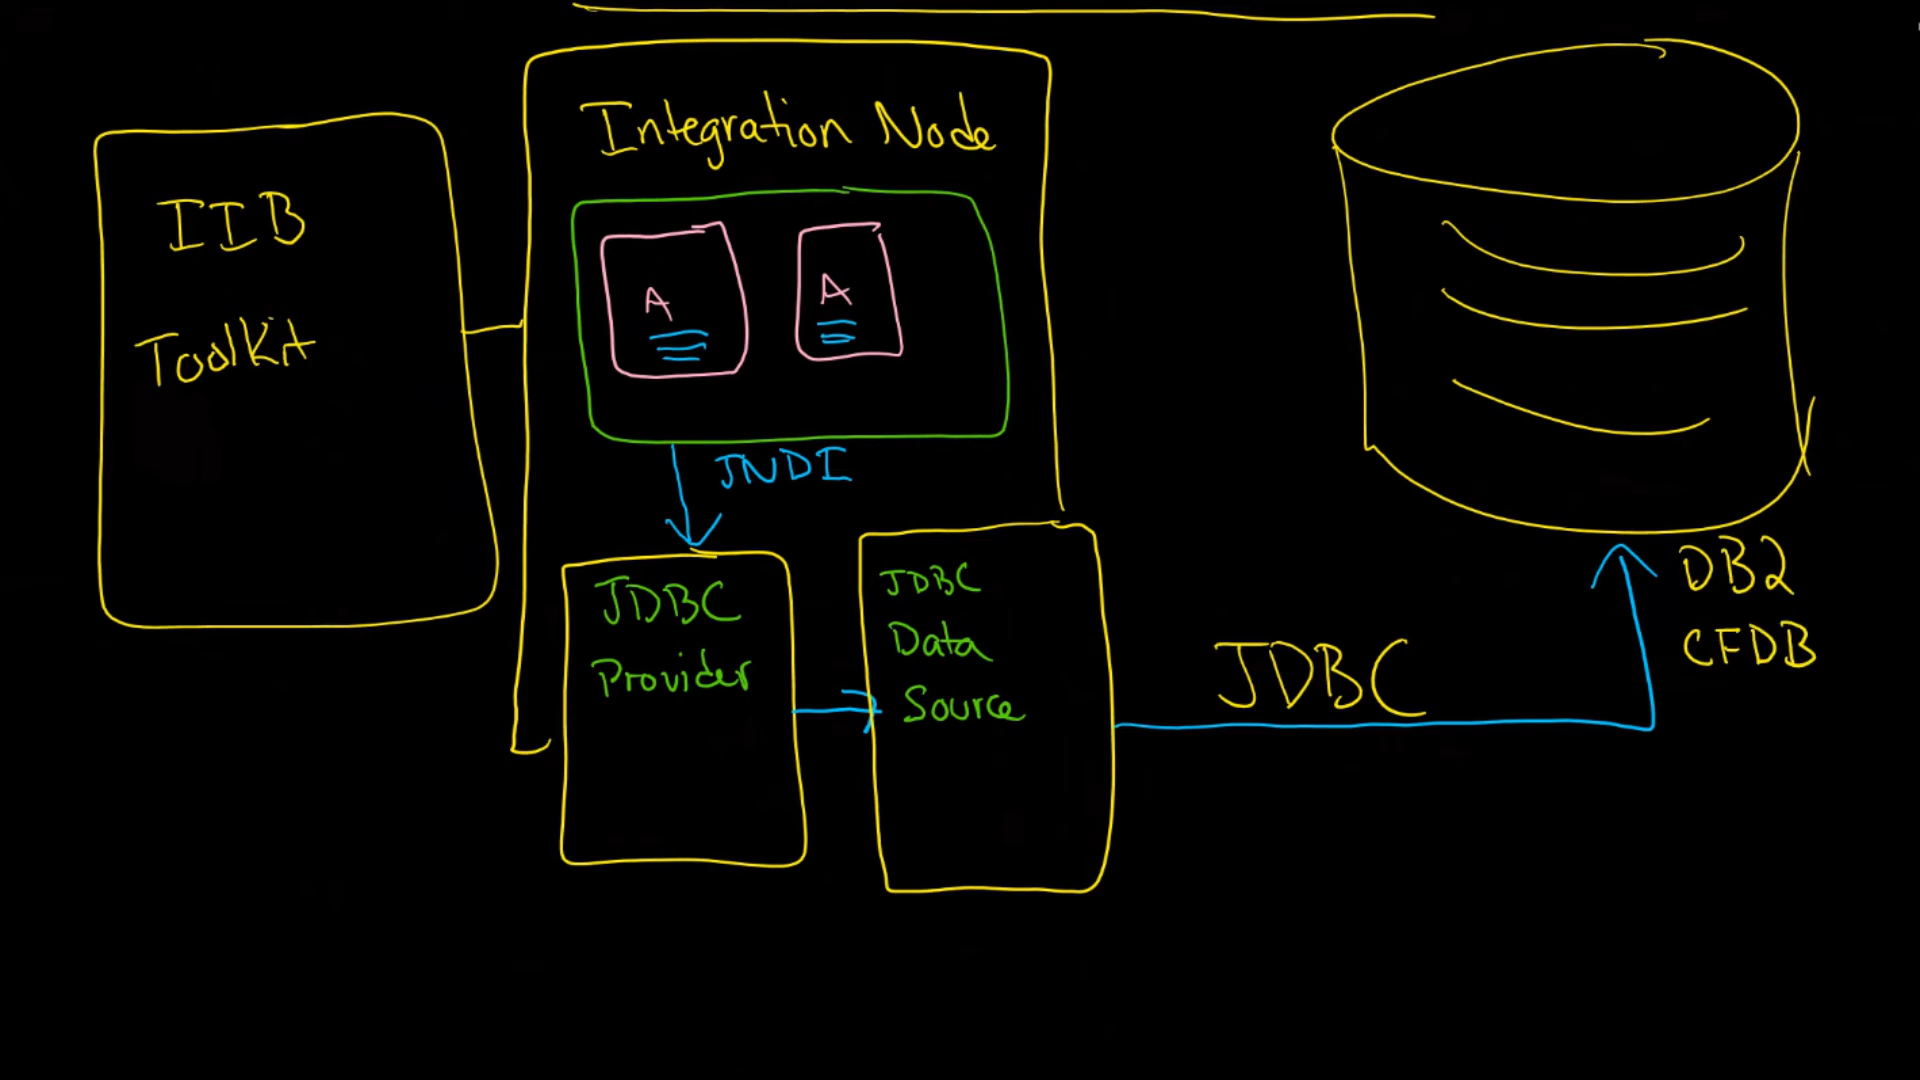 IIB
Toolkit
Integration Node
A
A
JNDI
JDBC
Provider
JDBC
Data
Source
JDBC
DB2
CFDB